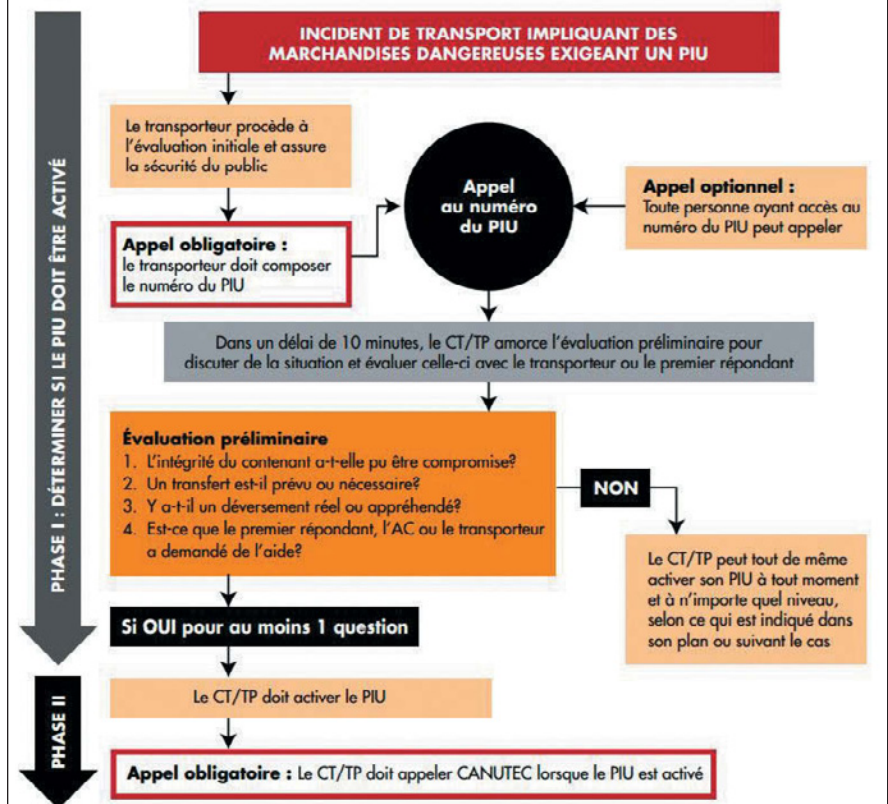 INCIDENT DE TRANSPORT IMPLIQUANT DES
MARCHANDISES DANGEREUSES EXIGEANT UN PIU
PHASE I : DÉTERMINER SI LE PIU DOIT ÊTRE ACTIVÉ
Le transporteur procède à
l'évaluation initiale et assure
la sécurité du public
Appel
au numéro
du PIU
Appel optionnel :
Toute personne ayant accès au
numéro du PIU peut appeler
Appel obligatoire :
le transporteur doit composer
le numéro du PIU
Dans un délai de 10 minutes, le CT/TP amorce l'évaluation préliminaire pour
discuter de la situation et évaluer celle-ci avec le transporteur ou le premier répondant
Évaluation préliminaire
1. L'intégrité du contenant a-t-elle pu être compromise?
2. Un transfert est-il prévu ou nécessaire?
3. Y a-t-il un déversement réel ou appréhendé?
4. Est-ce que le premier répondant, l'AC ou le transporteur
a demandé de l'aide?
NON
Le CT/TP peut tout de même
activer son PIU à tout moment
et à n'importe quel niveau,
selon ce qui est indiqué dans
son plan ou suivant le cas
Si OUI pour au moins 1 question
PHASE II
Le CT/TP doit activer le PIU
Appel obligatoire : Le CT/TP doit appeler CANUTEC lorsque le PIU est activé